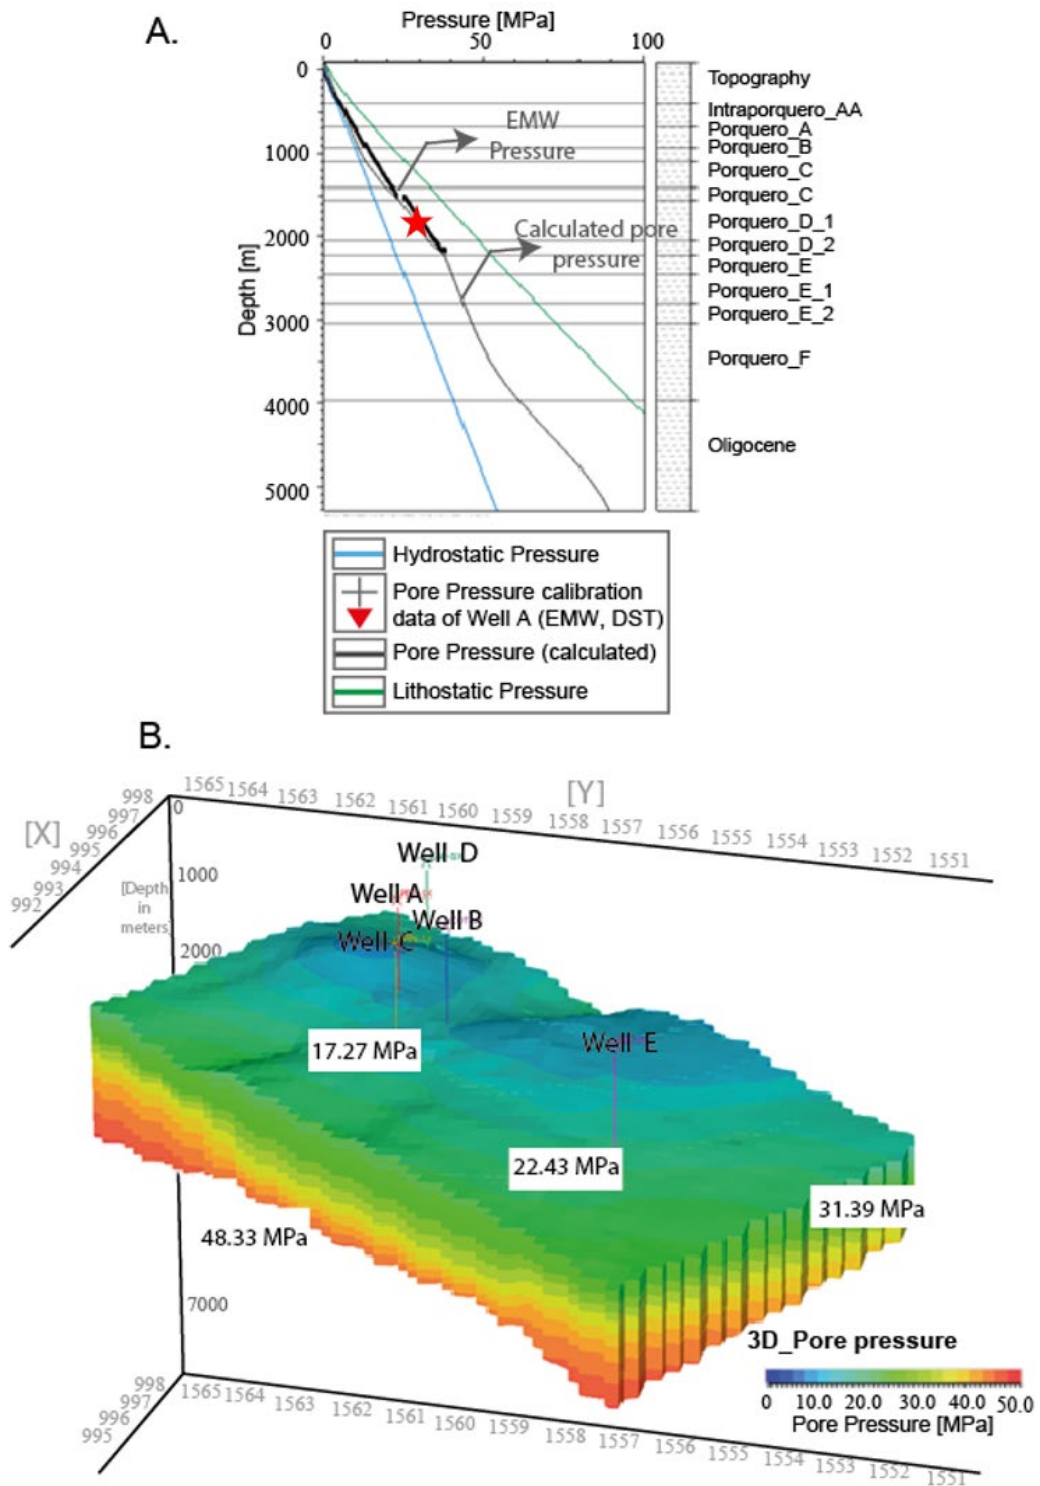 A.
Pressure [MPa]
0 50 100
0
1000
2000
3000
4000
5000
Depth [m]
EMW
Pressure
Calculated pore
pressure
Topography
Intraporquero_AA
Porquero_A
Porquero_B
Porquero_C
Porquero_C
Porquero_D_1
Porquero_D_2
Porquero_E
Porquero_E_1
Porquero_E_2
Porquero_F
Oligocene
Hydrostatic Pressure
Pore Pressure calibration
data of Well A (EMW, DST)
Pore Pressure (calculated)
Lithostatic Pressure
B.
[X]
998
997
996
995
994
993
992
[Y]
1565 1564 1563 1562 1561 1560 1559 1558 1557 1556 1555 1554 1553 1552 1551
0
1000
[Depth
in
meters]
2000
7000
Well D
Well A
Well B
Well C
Well E
17.27 MPa
22.43 MPa
31.39 MPa
48.33 MPa
998
997
996
995
1565 1564 1563 1562 1561 1560 1559 1558 1557 1556 1555 1554 1553 1552 1551
3D_Pore pressure
0 10.0 20.0 30.0 40.0 50.0
Pore Pressure [MPa]